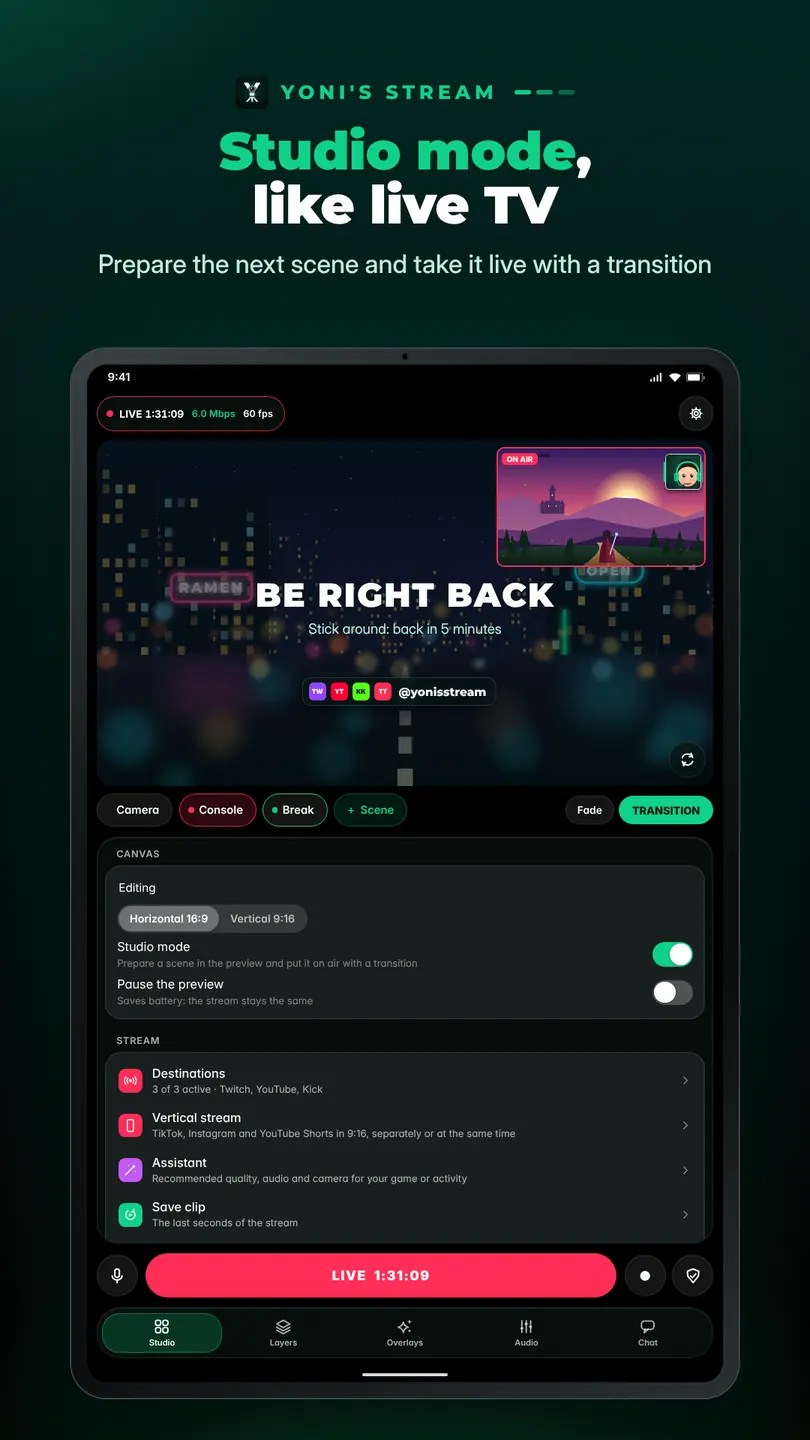 YONI'S STREAM
Studio mode,
like live TV
Prepare the next scene and take it live with a transition
9:41
LIVE 1:31:09 6.0 Mbps 60 fps
ON AIR
RAMEN
OPEN
BE RIGHT BACK
Stick around: back in 5 minutes
TW YT KK TT @yonisstream
Camera Console Break + Scene Fade TRANSITION
CANVAS
Editing
Horizontal 16:9 Vertical 9:16
Studio mode
Prepare a scene in the preview and put it on air with a transition
Pause the preview
Saves battery: the stream stays the same
STREAM
Destinations
3 of 3 active · Twitch, YouTube, Kick
Vertical stream
TikTok, Instagram and YouTube Shorts in 9:16, separately or at the same time
Assistant
Recommended quality, audio and camera for your game or activity
Save clip
The last seconds of the stream
LIVE 1:31:09
Studio Layers Overlays Audio Chat